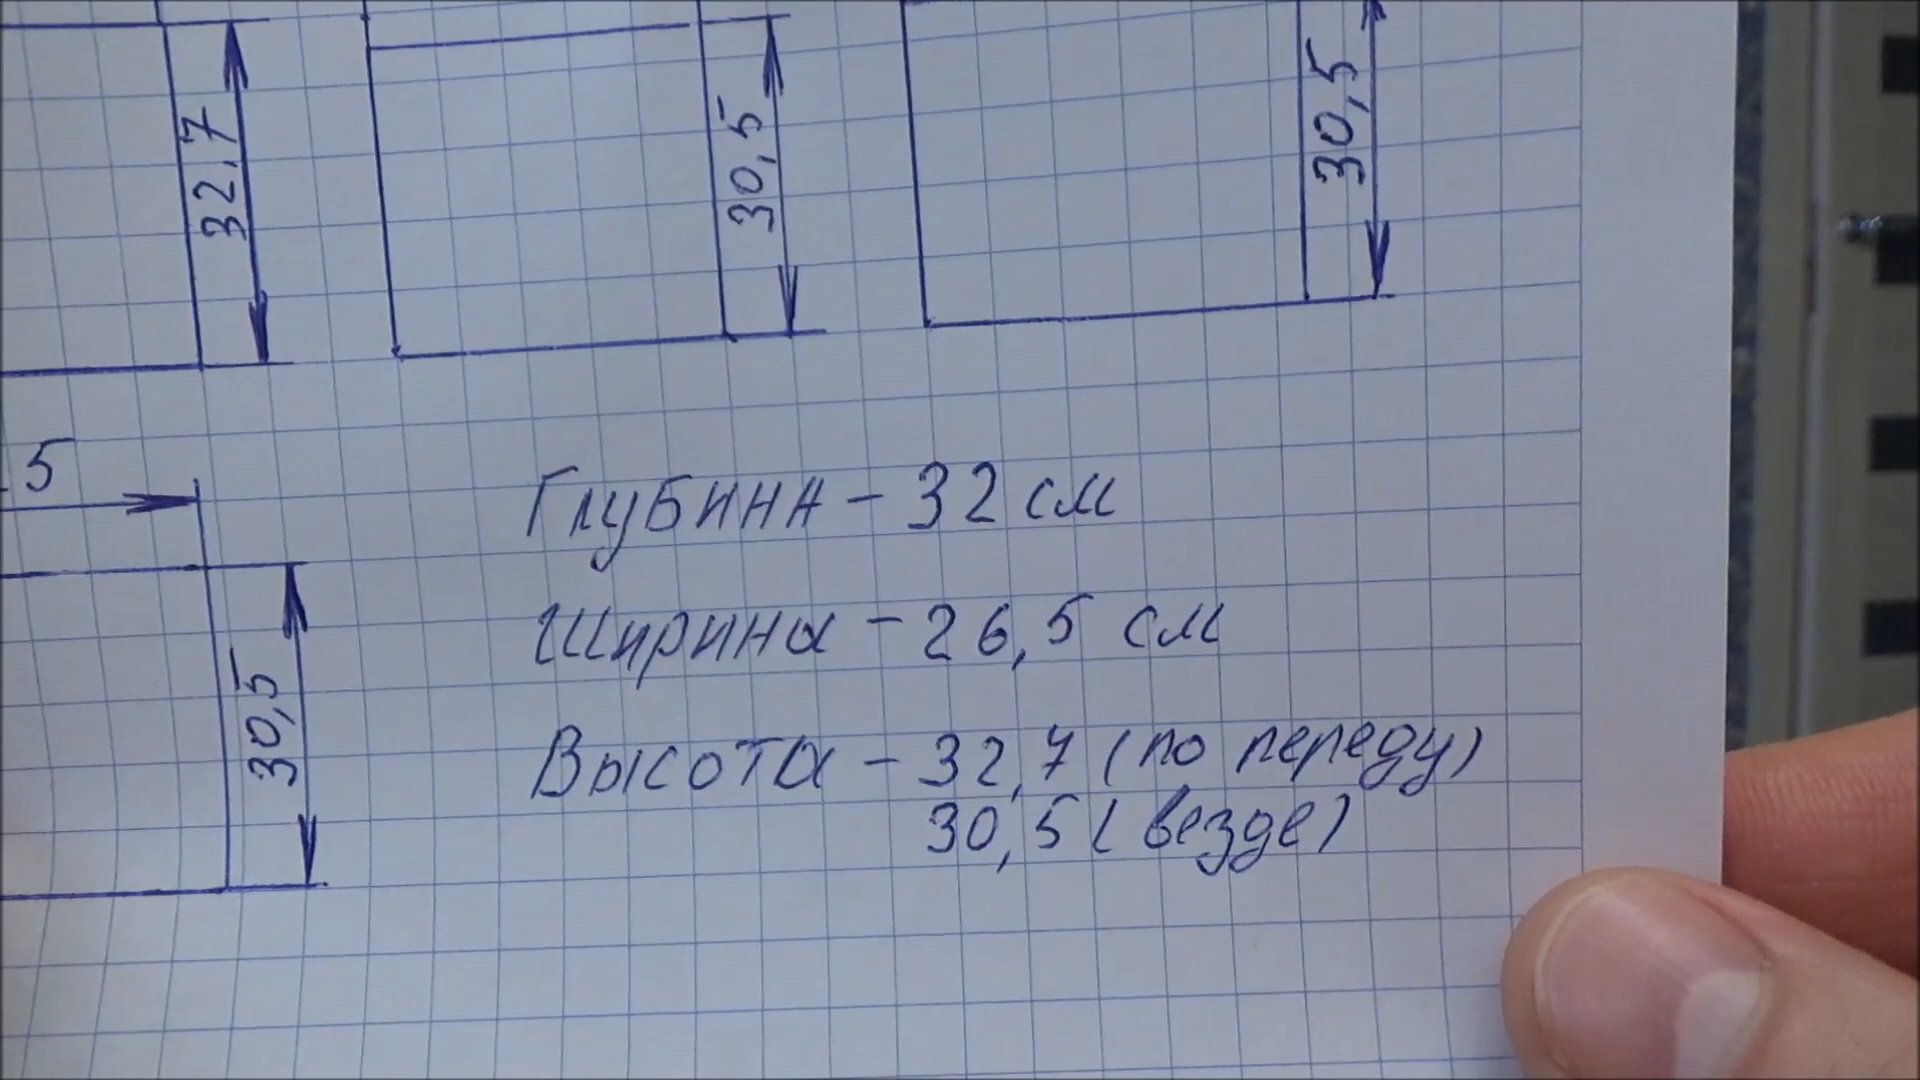 32,7
30,5
30,5
5
30,5
Глубина – 32 см
Ширина – 26,5 см
Высота – 32,7 (по переду)
30,5 (везде)